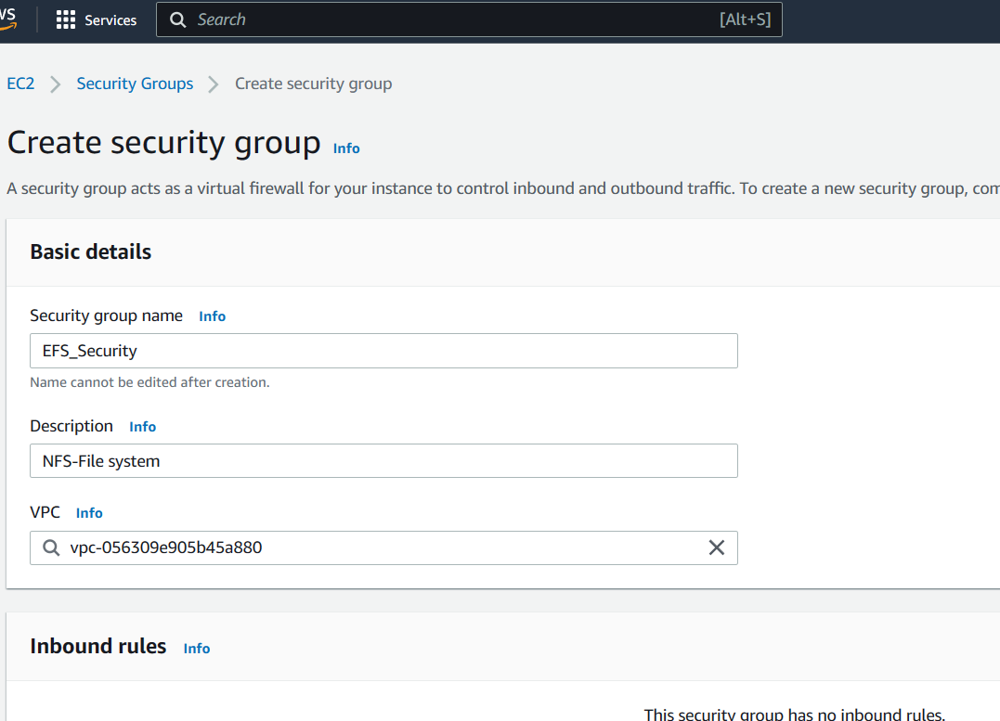 Services Search [Alt+S]
EC2 Security Groups Create security group
Create security group Info
A security group acts as a virtual firewall for your instance to control inbound and outbound traffic. To create a new security group, com
Basic details
Security group name Info
EFS_Security
Name cannot be edited after creation.
Description Info
NFS-File system
VPC Info
vpc-056309e905b45a880
Inbound rules Info
This security group has no inbound rules.